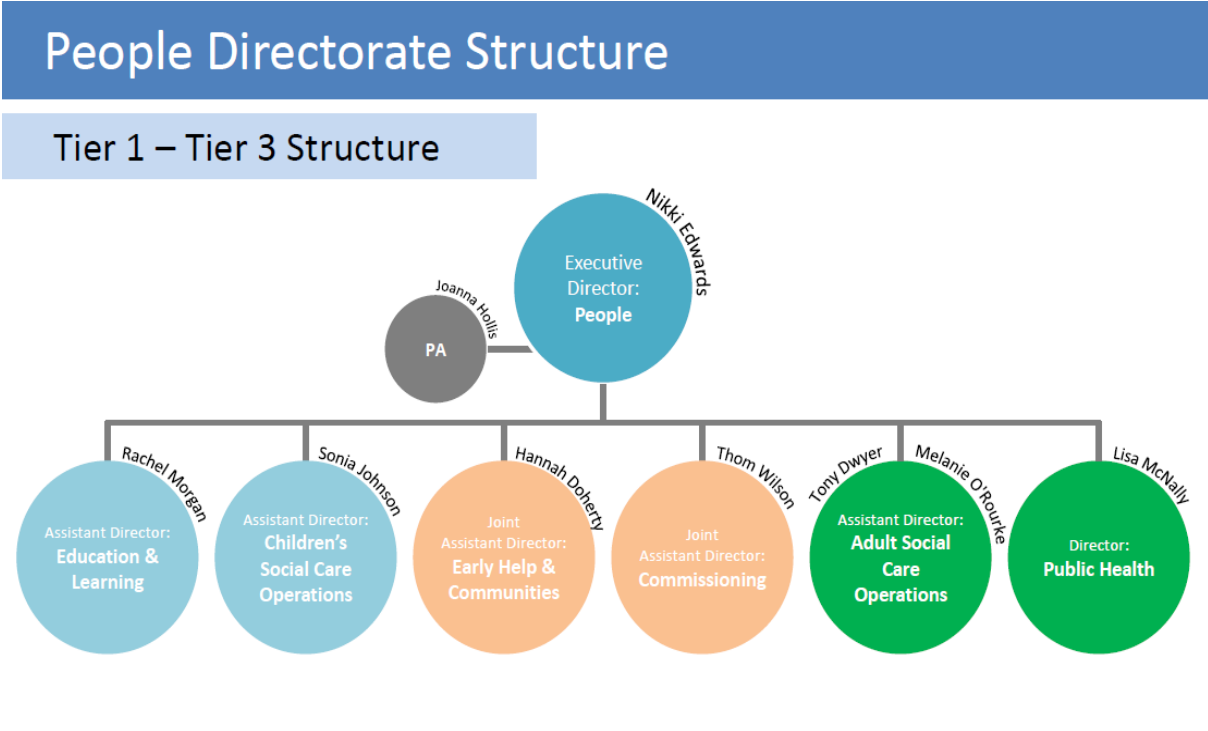 People Directorate Structure
Tier 1 – Tier 3 Structure
Nikki Edwards
Executive
Director:
People
Joanna Hollis
PA
Rachel Morgan
Assistant Director:
Education &
Learning
Sonia Johnson
Assistant Director:
Children's
Social Care
Operations
Hannah Doherty
Joint
Assistant Director:
Early Help &
Communities
Thom Wilson
Joint
Assistant Director:
Commissioning
Tony Dwyer
Melanie O'Rourke
Assistant Director:
Adult Social
Care
Operations
Lisa McNally
Director:
Public Health